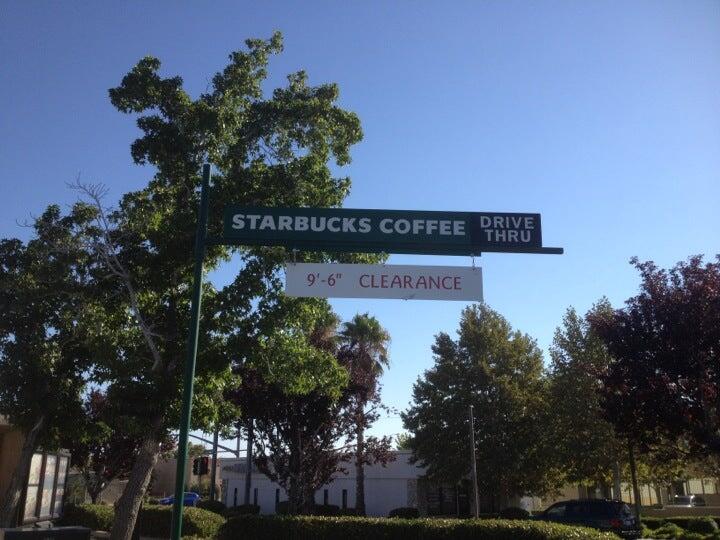 STARBUCKS COFFEE DRIVE THRU
9'-6" CLEARANCE